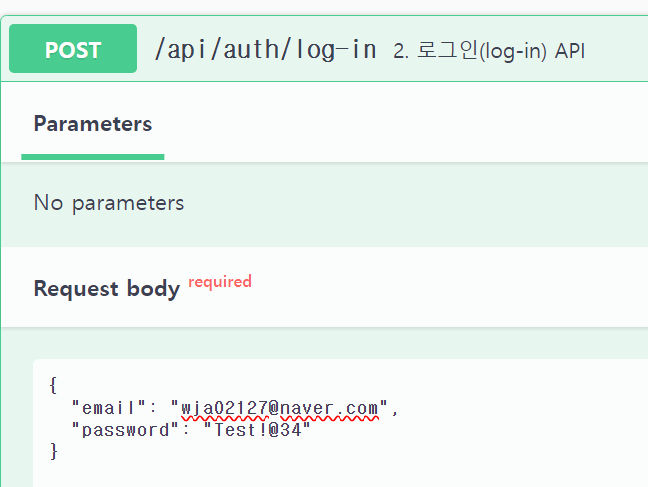 POST /api/auth/log-in 2. 로그인(log-in) API
Parameters
No parameters
Request body required
{
"email": "wja02127@naver.com",
"password": "Test!@34"
}